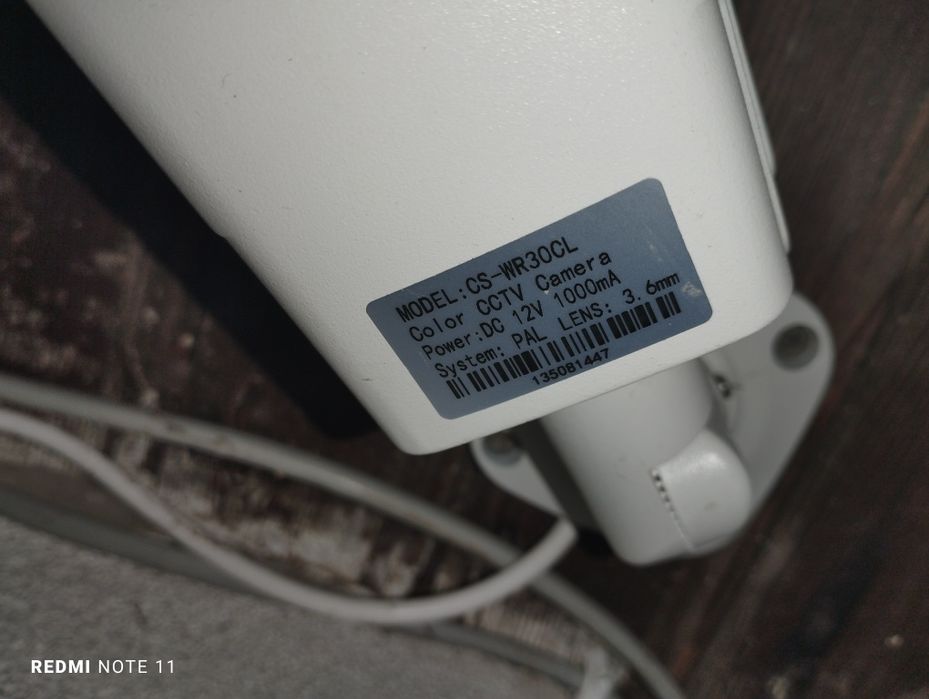 MODEL:CS-WR30CL
Color CCTV Camera
Power:DC 12V 1000mA
System: PAL LENS: 3.6mm
135081447
REDMI NOTE 11